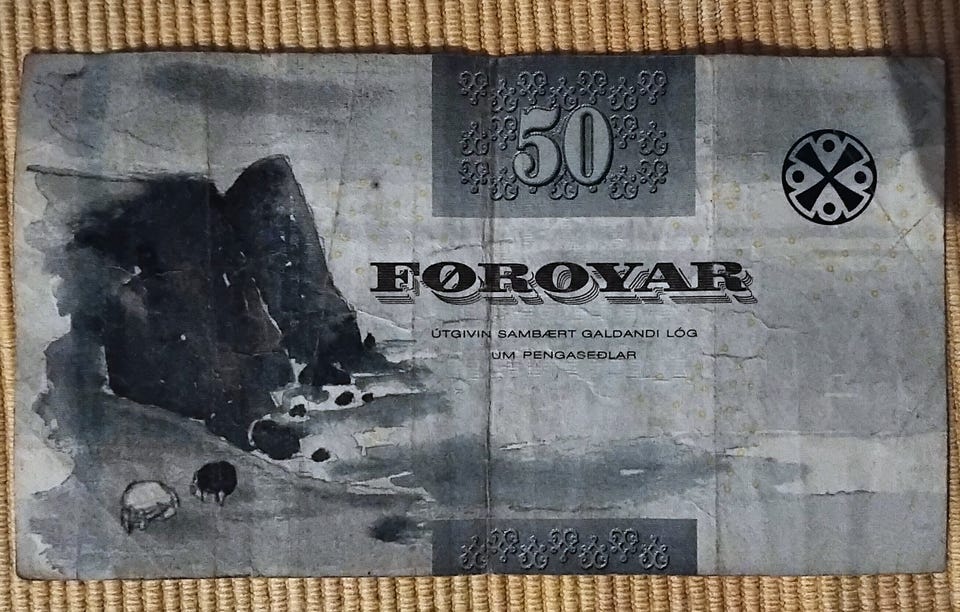 50
FØROYAR
ÚTGIVIN SAMBÆRT GALDANDI LÓG
UM PENGASEÐLAR